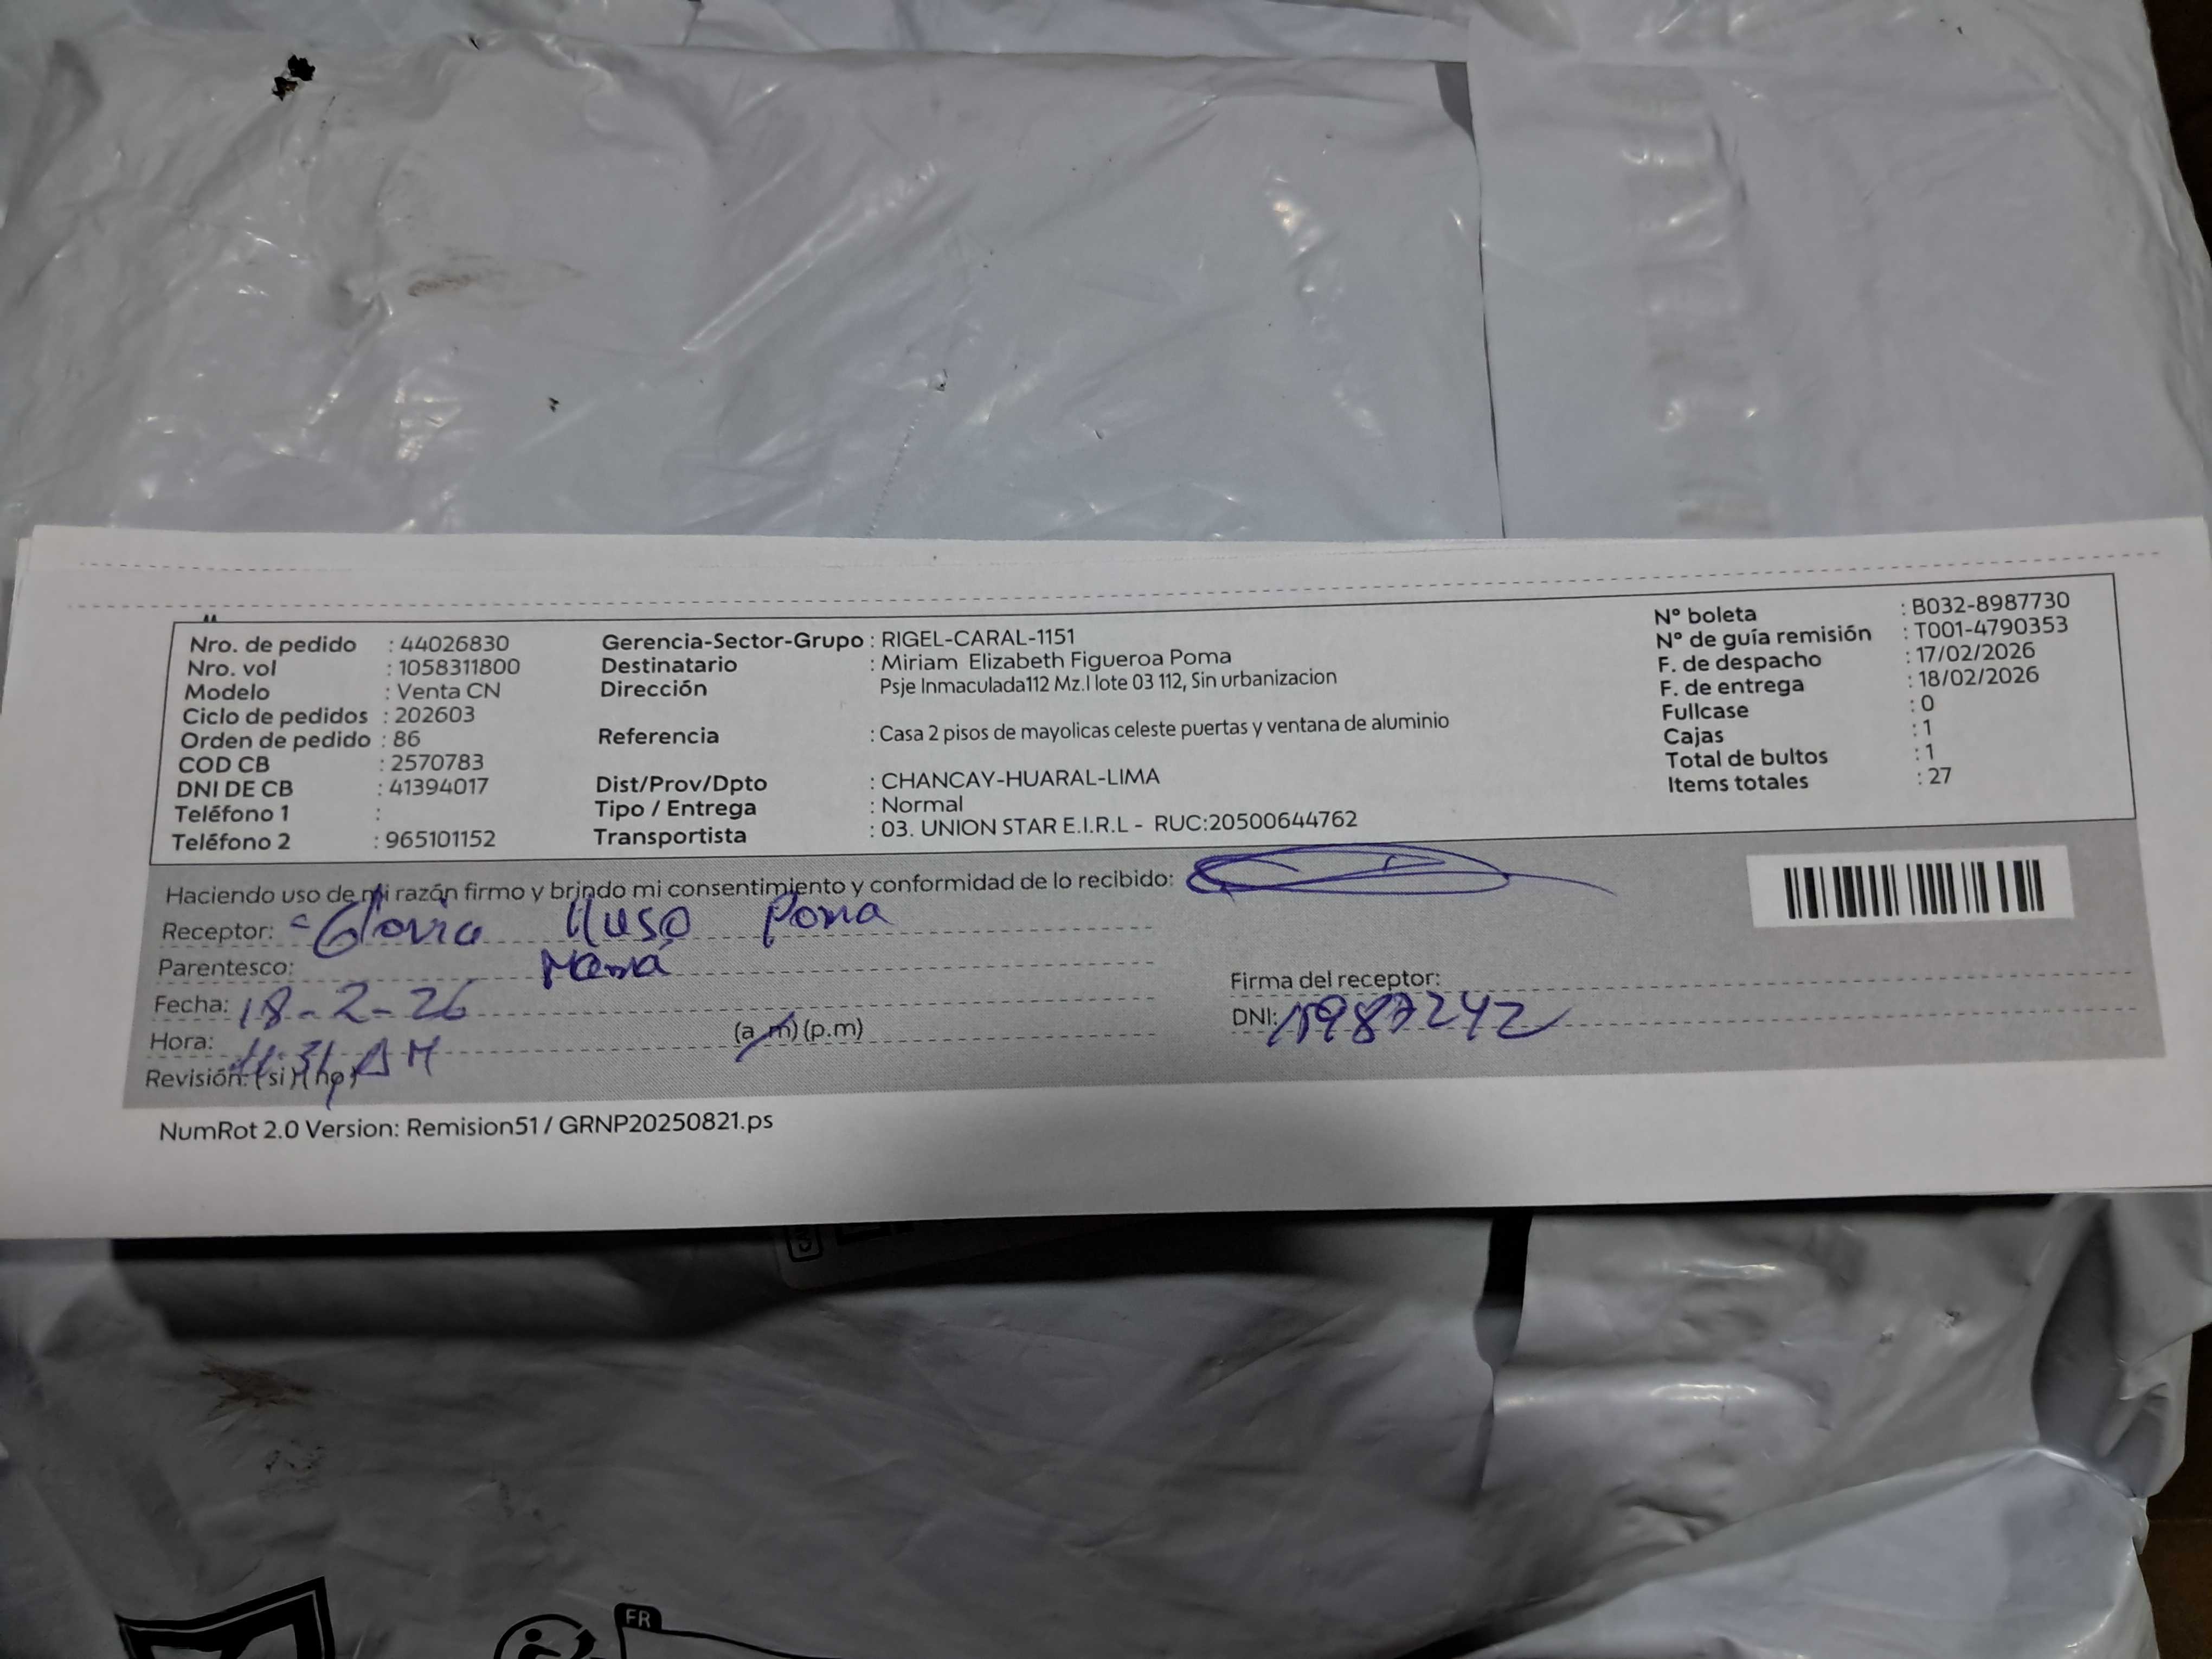 Nro. de pedido : 44026830
Nro. vol : 1058311800
Modelo : Venta CN
Ciclo de pedidos : 202603
Orden de pedido : 86
COD CB : 2570783
DNI DE CB : 41394017
Teléfono 1 :
Teléfono 2 : 965101152
Gerencia-Sector-Grupo : RIGEL-CARAL-1151
Destinatario : Miriam Elizabeth Figueroa Poma
Dirección Psje Inmaculada112 Mz.I lote 03 112, Sin urbanizacion
Referencia : Casa 2 pisos de mayolicas celeste puertas y ventana de aluminio
Dist/Prov/Dpto : CHANCAY-HUARAL-LIMA
Tipo / Entrega : Normal
Transportista : 03. UNION STAR E.I.R.L - RUC:20500644762
N° boleta : B032-8987730
N° de guía remisión : T001-4790353
F. de despacho : 17/02/2026
F. de entrega : 18/02/2026
Fullcase : 0
Cajas : 1
Total de bultos : 1
Items totales : 27
Haciendo uso de mi razón firmo y brindo mi consentimiento y conformidad de lo recibido:
Receptor: Gloria Poma
Parentesco: Mamá
Fecha: 18-2-26
Hora: 11:31 AM (a.m) (p.m)
Revisión: (si) (no)
Firma del receptor:
DNI: 15987242
NumRot 2.0 Version: Remision51 / GRNP20250821.ps
FR